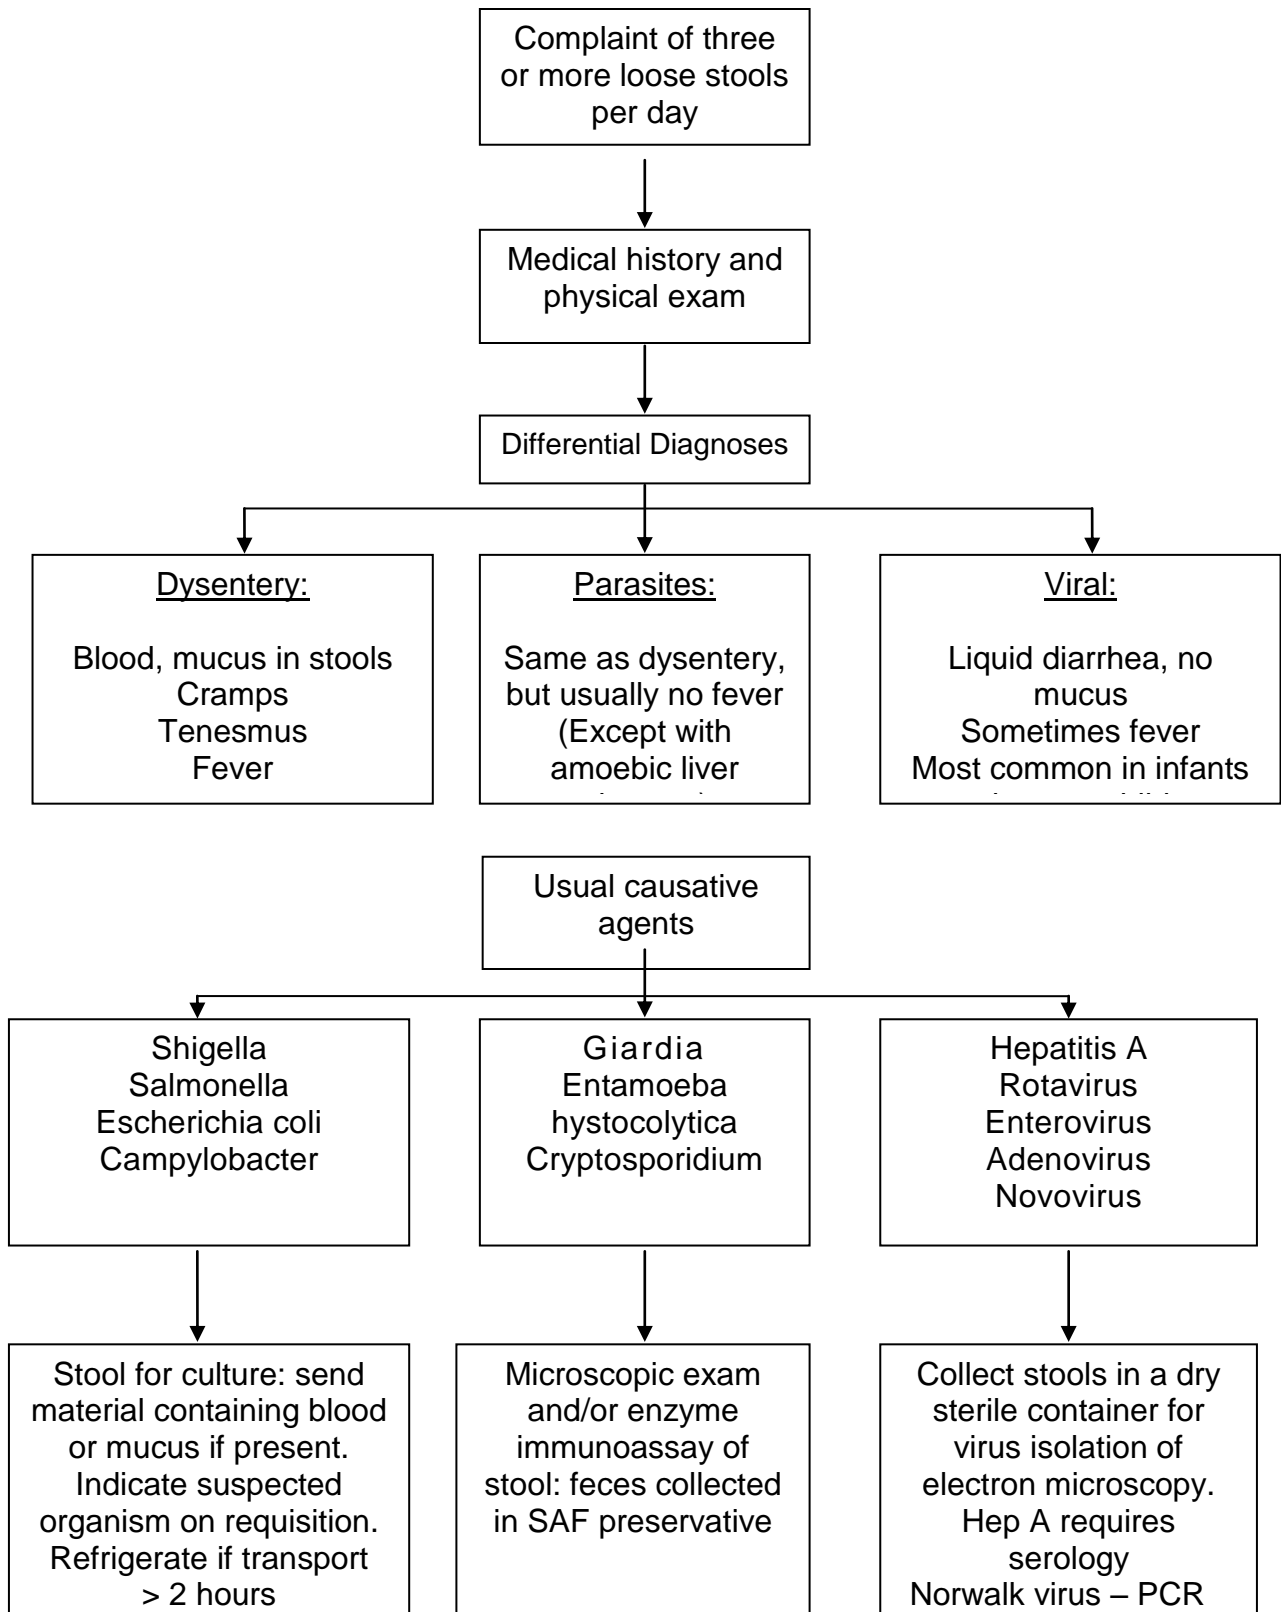 Complaint of three
or more loose stools
per day
Medical history and
physical exam
Differential Diagnoses
Dysentery:
Blood, mucus in stools
Cramps
Tenesmus
Fever
Parasites:
Same as dysentery,
but usually no fever
(Except with
amoebic liver
Viral:
Liquid diarrhea, no
mucus
Sometimes fever
Most common in infants
Usual causative
agents
Shigella
Salmonella
Escherichia coli
Campylobacter
Giardia
Entamoeba
hystocolytica
Cryptosporidium
Hepatitis A
Rotavirus
Enterovirus
Adenovirus
Novovirus
Stool for culture: send
material containing blood
or mucus if present.
Indicate suspected
organism on requisition.
Refrigerate if transport
> 2 hours
Microscopic exam
and/or enzyme
immunoassay of
stool: feces collected
in SAF preservative
Collect stools in a dry
sterile container for
virus isolation of
electron microscopy.
Hep A requires
serology
Norwalk virus – PCR